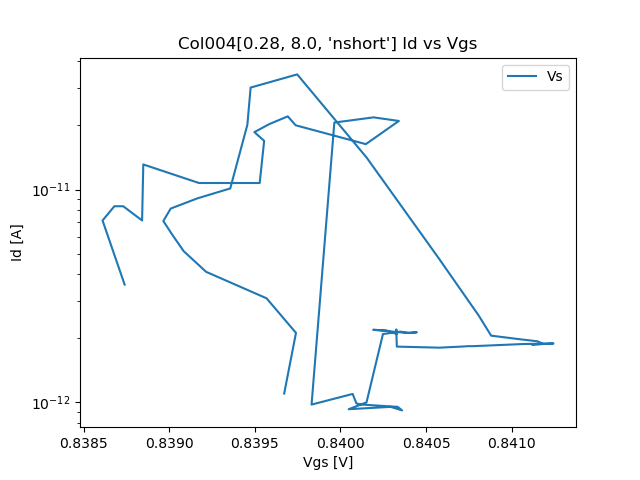 Col004[0.28, 8.0, 'nshort'] Id vs Vgs
Vs
10⁻¹¹
10⁻¹²
Id [A]
0.8385 0.8390 0.8395 0.8400 0.8405 0.8410
Vgs [V]